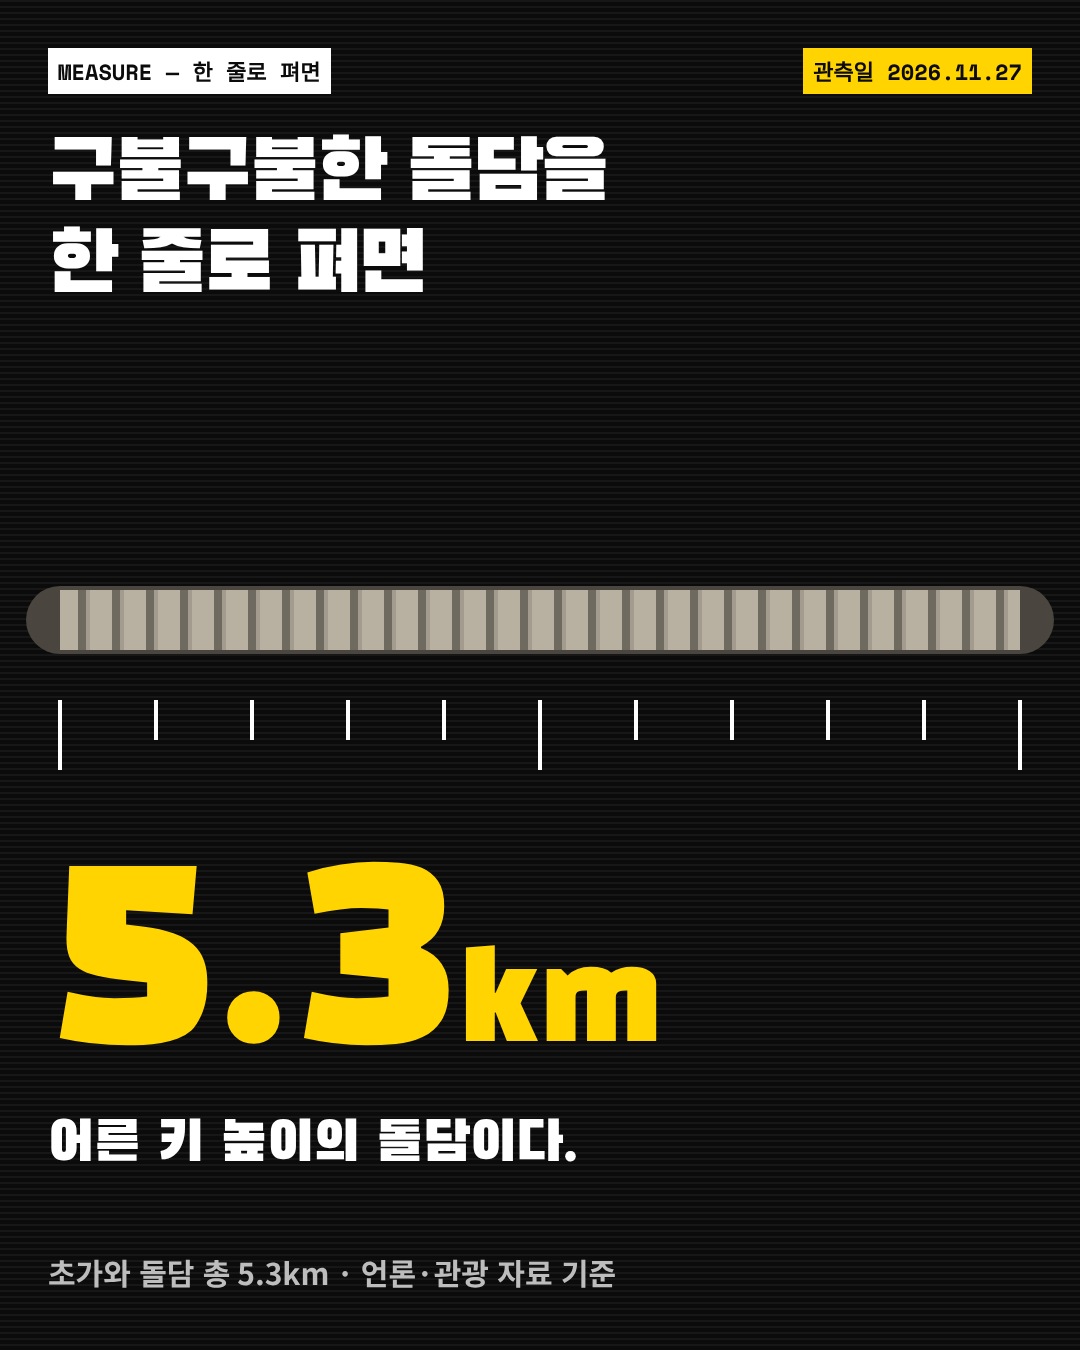 MEASURE — 한 줄로 펴면
관측일 2026.11.27
구불구불한 돌담을
한 줄로 펴면
5.3km
어른 키 높이의 돌담이다.
초가와 돌담 총 5.3km · 언론·관광 자료 기준